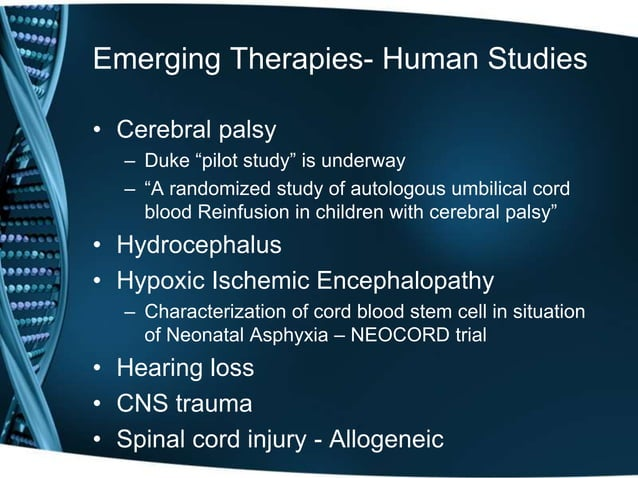 Emerging Therapies- Human Studies
• Cerebral palsy
– Duke “pilot study” is underway
– “A randomized study of autologous umbilical cord
blood Reinfusion in children with cerebral palsy”
• Hydrocephalus
• Hypoxic Ischemic Encephalopathy
– Characterization of cord blood stem cell in situation
of Neonatal Asphyxia – NEOCORD trial
• Hearing loss
• CNS trauma
• Spinal cord injury - Allogeneic